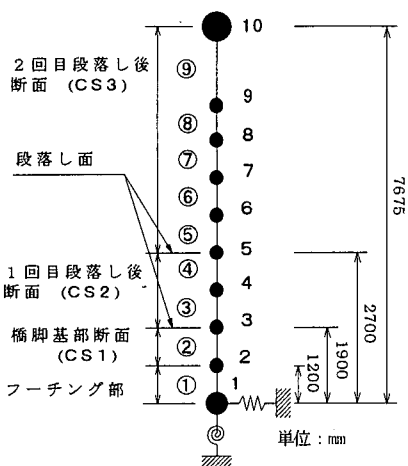 10
⑨
2回目段落し後
断面 (CS3)
9
⑧
8
⑦
段落し面
7
⑥
6
⑤
5
④
1回目段落し後
断面 (CS2)
4
③
3
橋脚基部断面
(CS1)
②
2
フーチング部
①
1
1200
1900
2700
7675
単位：mm